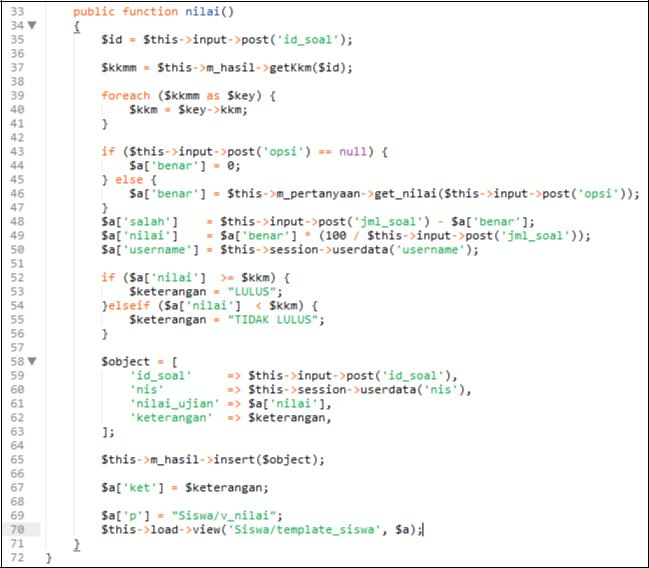 33 public function nilai()
34 {
35 $id = $this->input->post('id_soal');
36
37 $kkmm = $this->m_hasil->getKkm($id);
38
39 foreach ($kkmm as $key) {
40 $kkm = $key->kkm;
41 }
42
43 if ($this->input->post('opsi') == null) {
44 $a['benar'] = 0;
45 } else {
46 $a['benar'] = $this->m_pertanyaan->get_nilai($this->input->post('opsi'));
47 }
48 $a['salah'] = $this->input->post('jml_soal') - $a['benar'];
49 $a['nilai'] = $a['benar'] * (100 / $this->input->post('jml_soal'));
50 $a['username'] = $this->session->userdata('username');
51
52 if ($a['nilai'] >= $kkm) {
53 $keterangan = "LULUS";
54 }elseif ($a['nilai'] < $kkm) {
55 $keterangan = "TIDAK LULUS";
56 }
57
58 $object = [
59 'id_soal' => $this->input->post('id_soal'),
60 'nis' => $this->session->userdata('nis'),
61 'nilai_ujian' => $a['nilai'],
62 'keterangan' => $keterangan,
63 ];
64
65 $this->m_hasil->insert($object);
66
67 $a['ket'] = $keterangan;
68
69 $a['p'] = "Siswa/v_nilai";
70 $this->load->view('Siswa/template_siswa', $a);
71 }
72 }